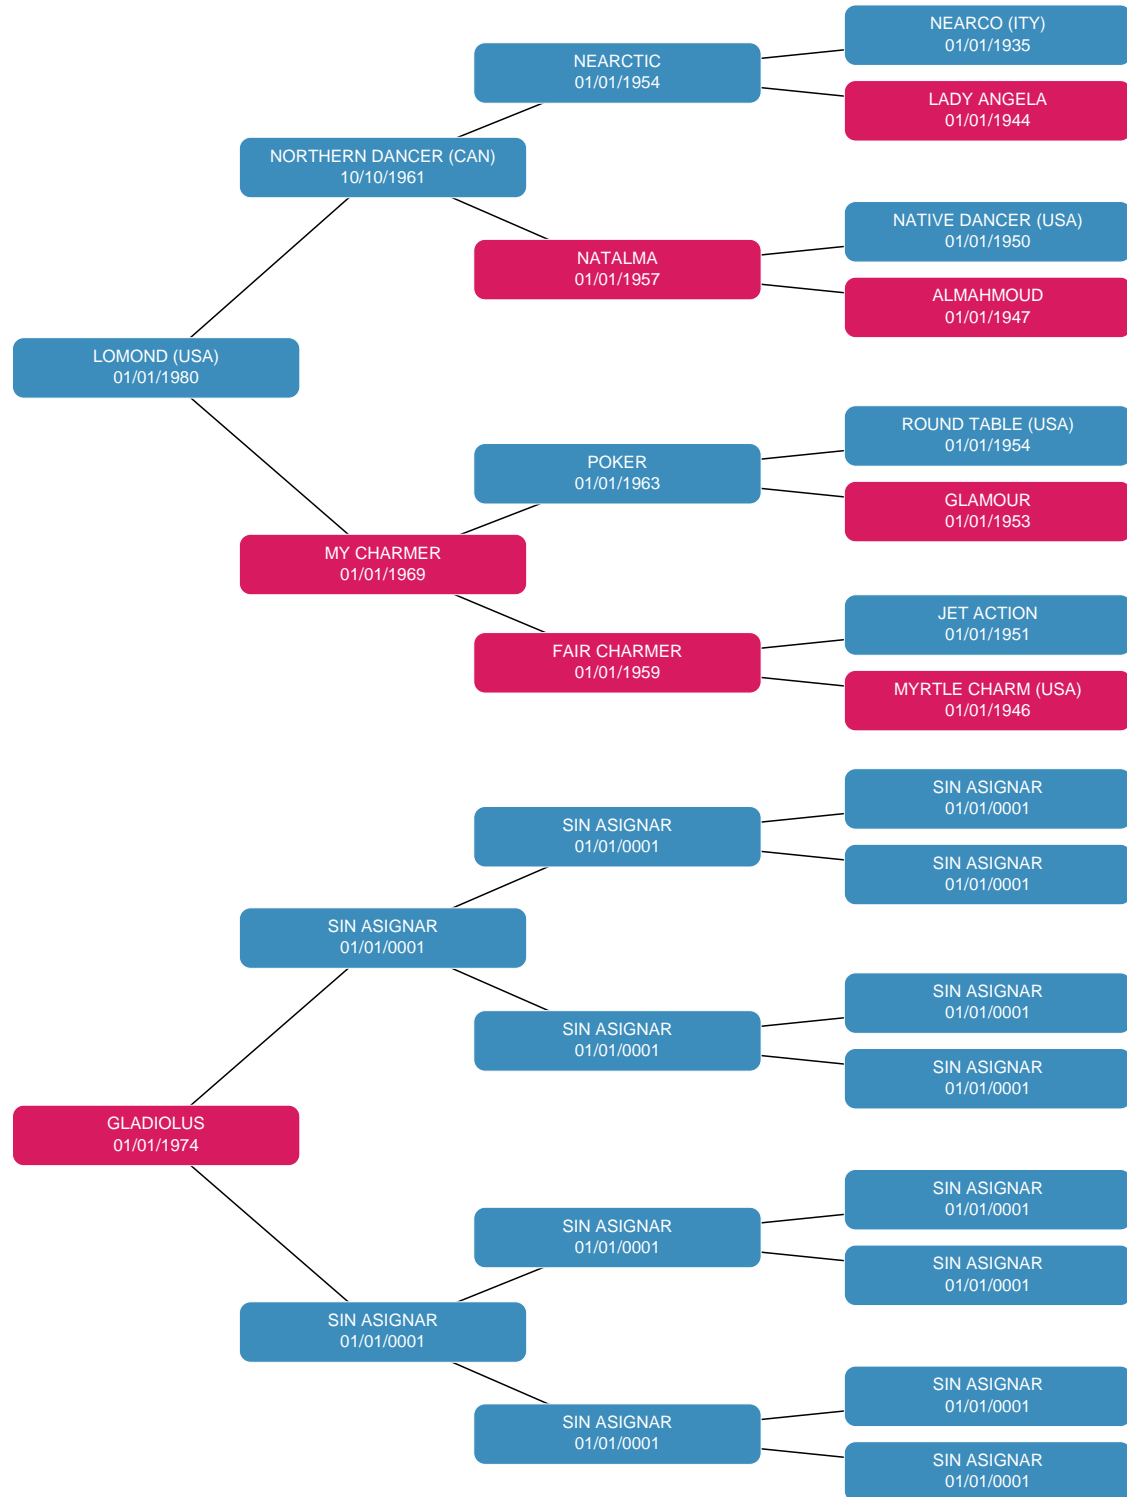 NEARCO (ITY)
01/01/1935
NEARCTIC
01/01/1954
LADY ANGELA
01/01/1944
NORTHERN DANCER (CAN)
10/10/1961
NATIVE DANCER (USA)
01/01/1950
NATALMA
01/01/1957
ALMAHMOUD
01/01/1947
LOMOND (USA)
01/01/1980
ROUND TABLE (USA)
01/01/1954
POKER
01/01/1963
GLAMOUR
01/01/1953
MY CHARMER
01/01/1969
JET ACTION
01/01/1951
FAIR CHARMER
01/01/1959
MYRTLE CHARM (USA)
01/01/1946
SIN ASIGNAR
01/01/0001
SIN ASIGNAR
01/01/0001
SIN ASIGNAR
01/01/0001
SIN ASIGNAR
01/01/0001
SIN ASIGNAR
01/01/0001
SIN ASIGNAR
01/01/0001
SIN ASIGNAR
01/01/0001
GLADIOLUS
01/01/1974
SIN ASIGNAR
01/01/0001
SIN ASIGNAR
01/01/0001
SIN ASIGNAR
01/01/0001
SIN ASIGNAR
01/01/0001
SIN ASIGNAR
01/01/0001
SIN ASIGNAR
01/01/0001
SIN ASIGNAR
01/01/0001